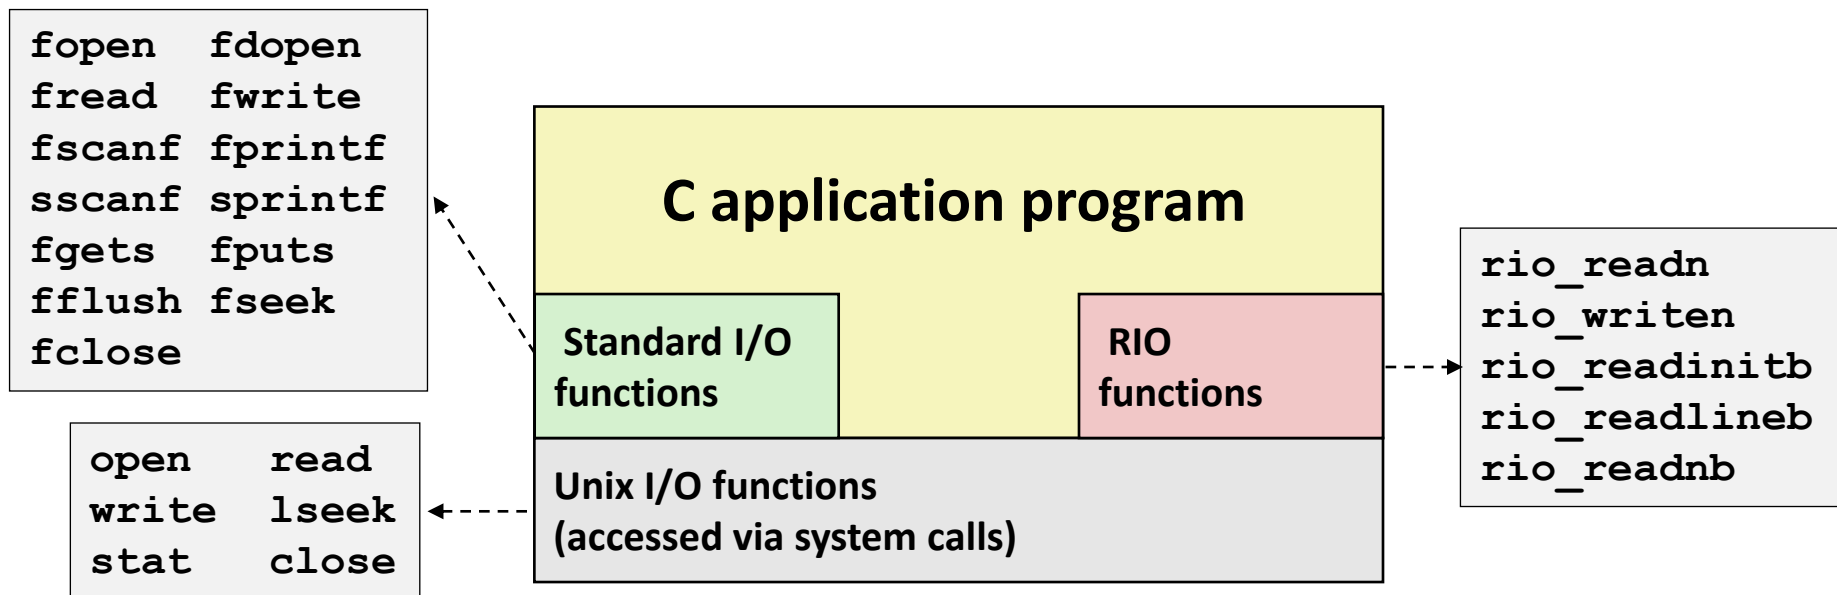 fopen fdopen
fread fwrite
fscanf fprintf
sscanf sprintf
fgets fputs
fflush fseek
fclose
open read
write lseek
stat close
C application program
Standard I/O
functions
RIO
functions
Unix I/O functions
(accessed via system calls)
rio_readn
rio_writen
rio_readinitb
rio_readlineb
rio_readnb